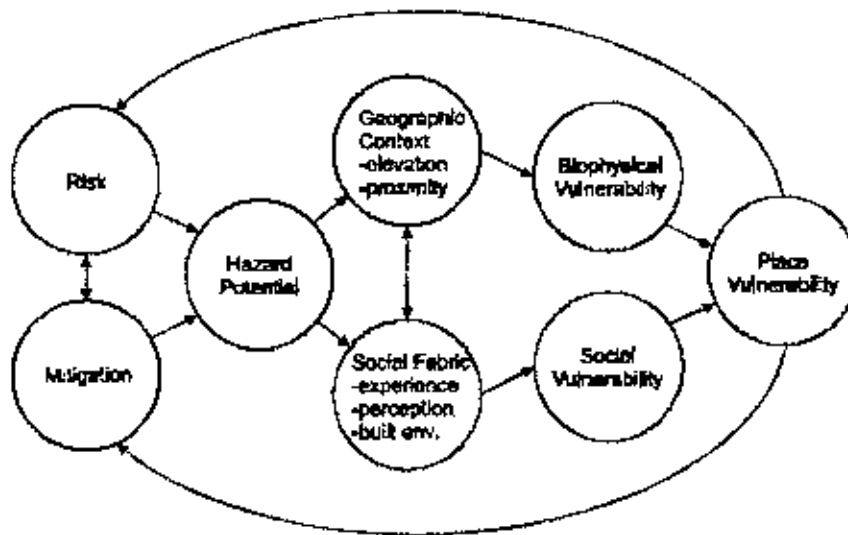 Risk
Mitigation
Hazard
Potential
Geographic
Context
-elevation
-proximity
Social Fabric
-experience
-perception
-built env.
Biophysical
Vulnerability
Social
Vulnerability
Place
Vulnerability